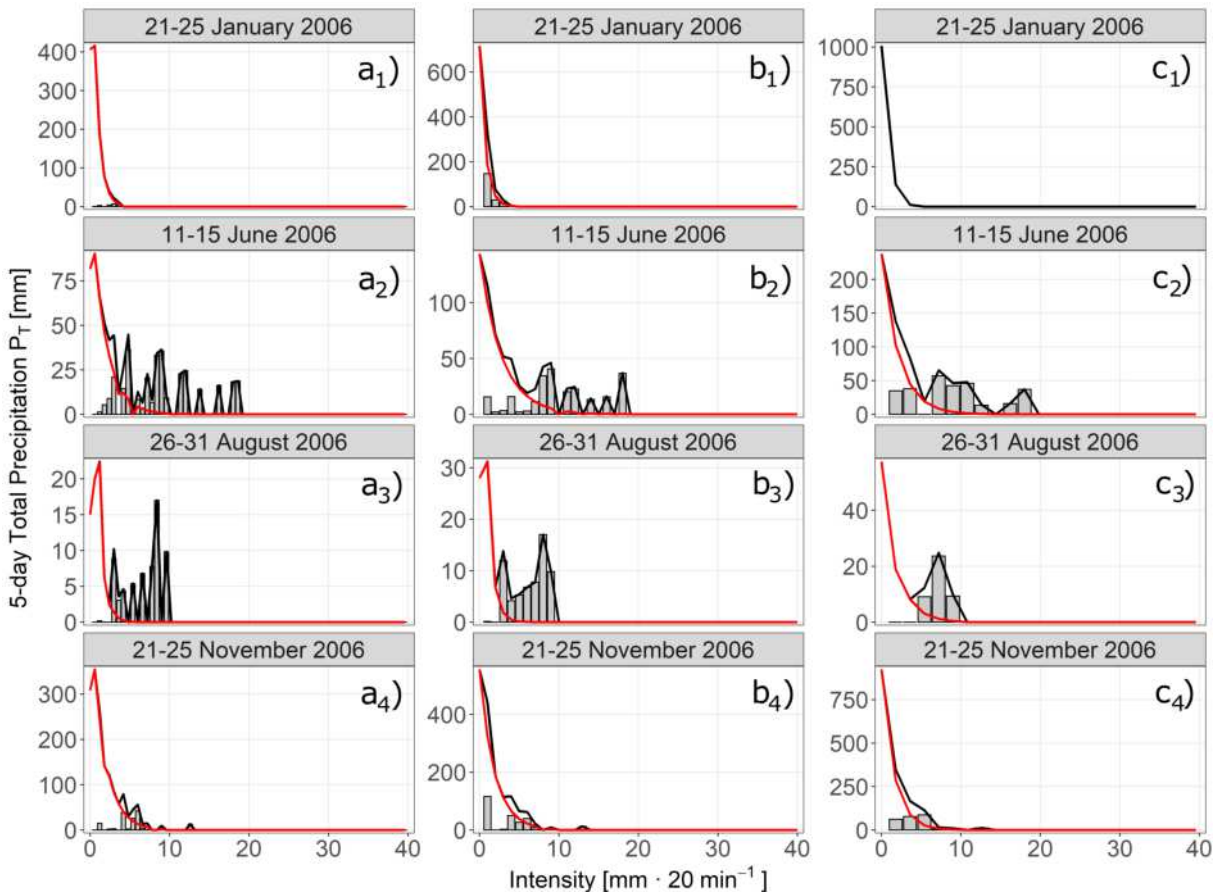 21-25 January 2006
21-25 January 2006
21-25 January 2006
400
300
200
100
0
a1)
600
400
200
0
b1)
1000
750
500
250
0
c1)
11-15 June 2006
11-15 June 2006
11-15 June 2006
75
50
25
0
a2)
100
50
0
b2)
200
150
100
50
0
c2)
5-day Total Precipitation PT [mm]
26-31 August 2006
26-31 August 2006
26-31 August 2006
20
15
10
5
0
a3)
30
20
10
0
b3)
40
20
0
c3)
21-25 November 2006
21-25 November 2006
21-25 November 2006
300
200
100
0
a4)
400
200
0
b4)
750
500
250
0
c4)
0 10 20 30 40
0 10 20 30 40
0 10 20 30 40
Intensity [mm · 20 min⁻¹ ]